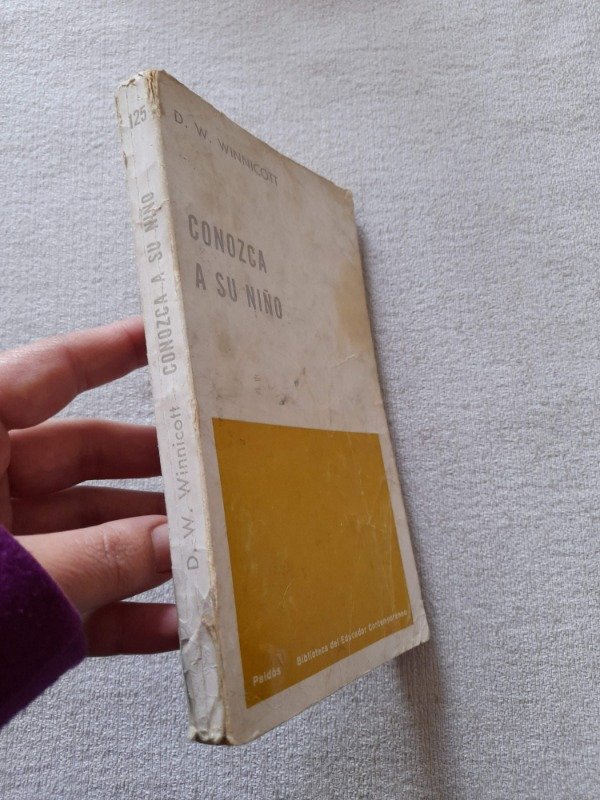 125
CONOZCA A SU NIÑO
D. W. Winnicott
D. W. WINNICOTT
CONOZCA
A SU NIÑO
Paidós Biblioteca del Educador Contemporáneo